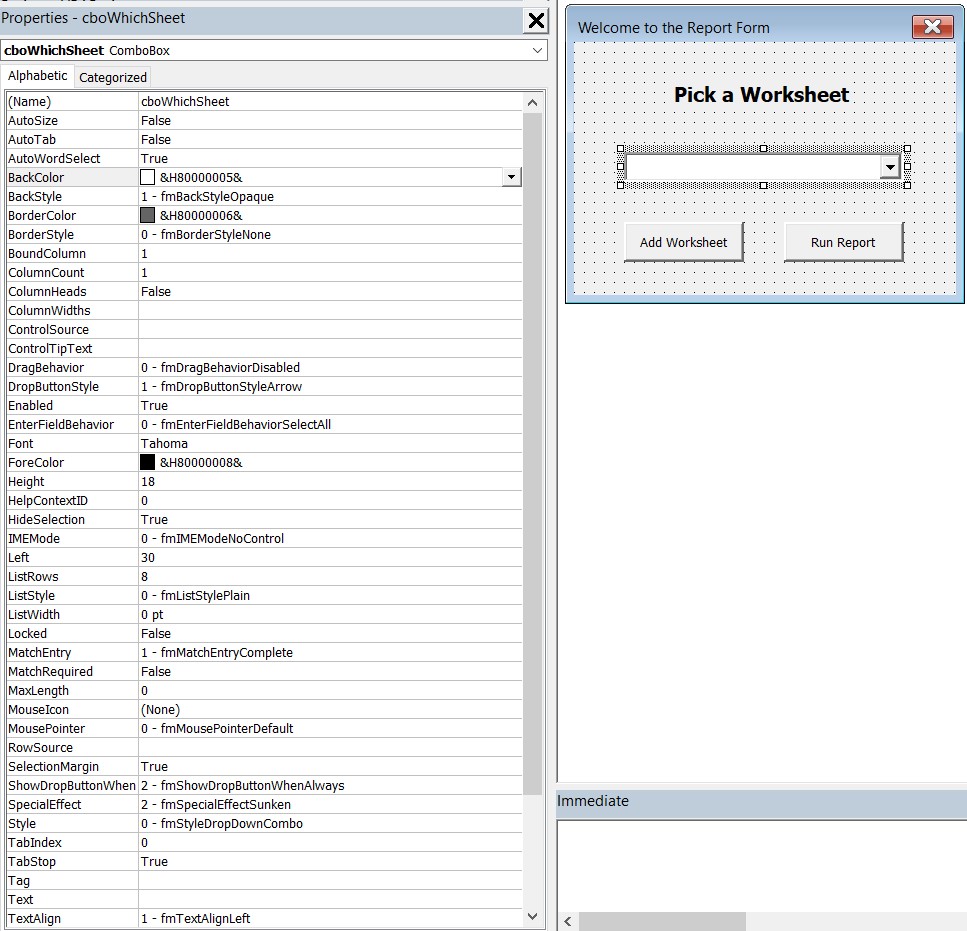 Properties - cboWhichSheet
cboWhichSheet ComboBox
Alphabetic Categorized
(Name) cboWhichSheet
AutoSize False
AutoTab False
AutoWordSelect True
BackColor &H80000005&
BackStyle 1 - fmBackStyleOpaque
BorderColor &H80000006&
BorderStyle 0 - fmBorderStyleNone
BoundColumn 1
ColumnCount 1
ColumnHeads False
ColumnWidths
ControlSource
ControlTipText
DragBehavior 0 - fmDragBehaviorDisabled
DropButtonStyle 1 - fmDropButtonStyleArrow
Enabled True
EnterFieldBehavior 0 - fmEnterFieldBehaviorSelectAll
Font Tahoma
ForeColor &H80000008&
Height 18
HelpContextID 0
HideSelection True
IMEMode 0 - fmIMEModeNoControl
Left 30
ListRows 8
ListStyle 0 - fmListStylePlain
ListWidth 0 pt
Locked False
MatchEntry 1 - fmMatchEntryComplete
MatchRequired False
MaxLength 0
MouseIcon (None)
MousePointer 0 - fmMousePointerDefault
RowSource
SelectionMargin True
ShowDropButtonWhen 2 - fmShowDropButtonWhenAlways
SpecialEffect 2 - fmSpecialEffectSunken
Style 0 - fmStyleDropDownCombo
TabIndex 0
TabStop True
Tag
Text
TextAlign 1 - fmTextAlignLeft
Welcome to the Report Form
Pick a Worksheet
Add Worksheet Run Report
Immediate